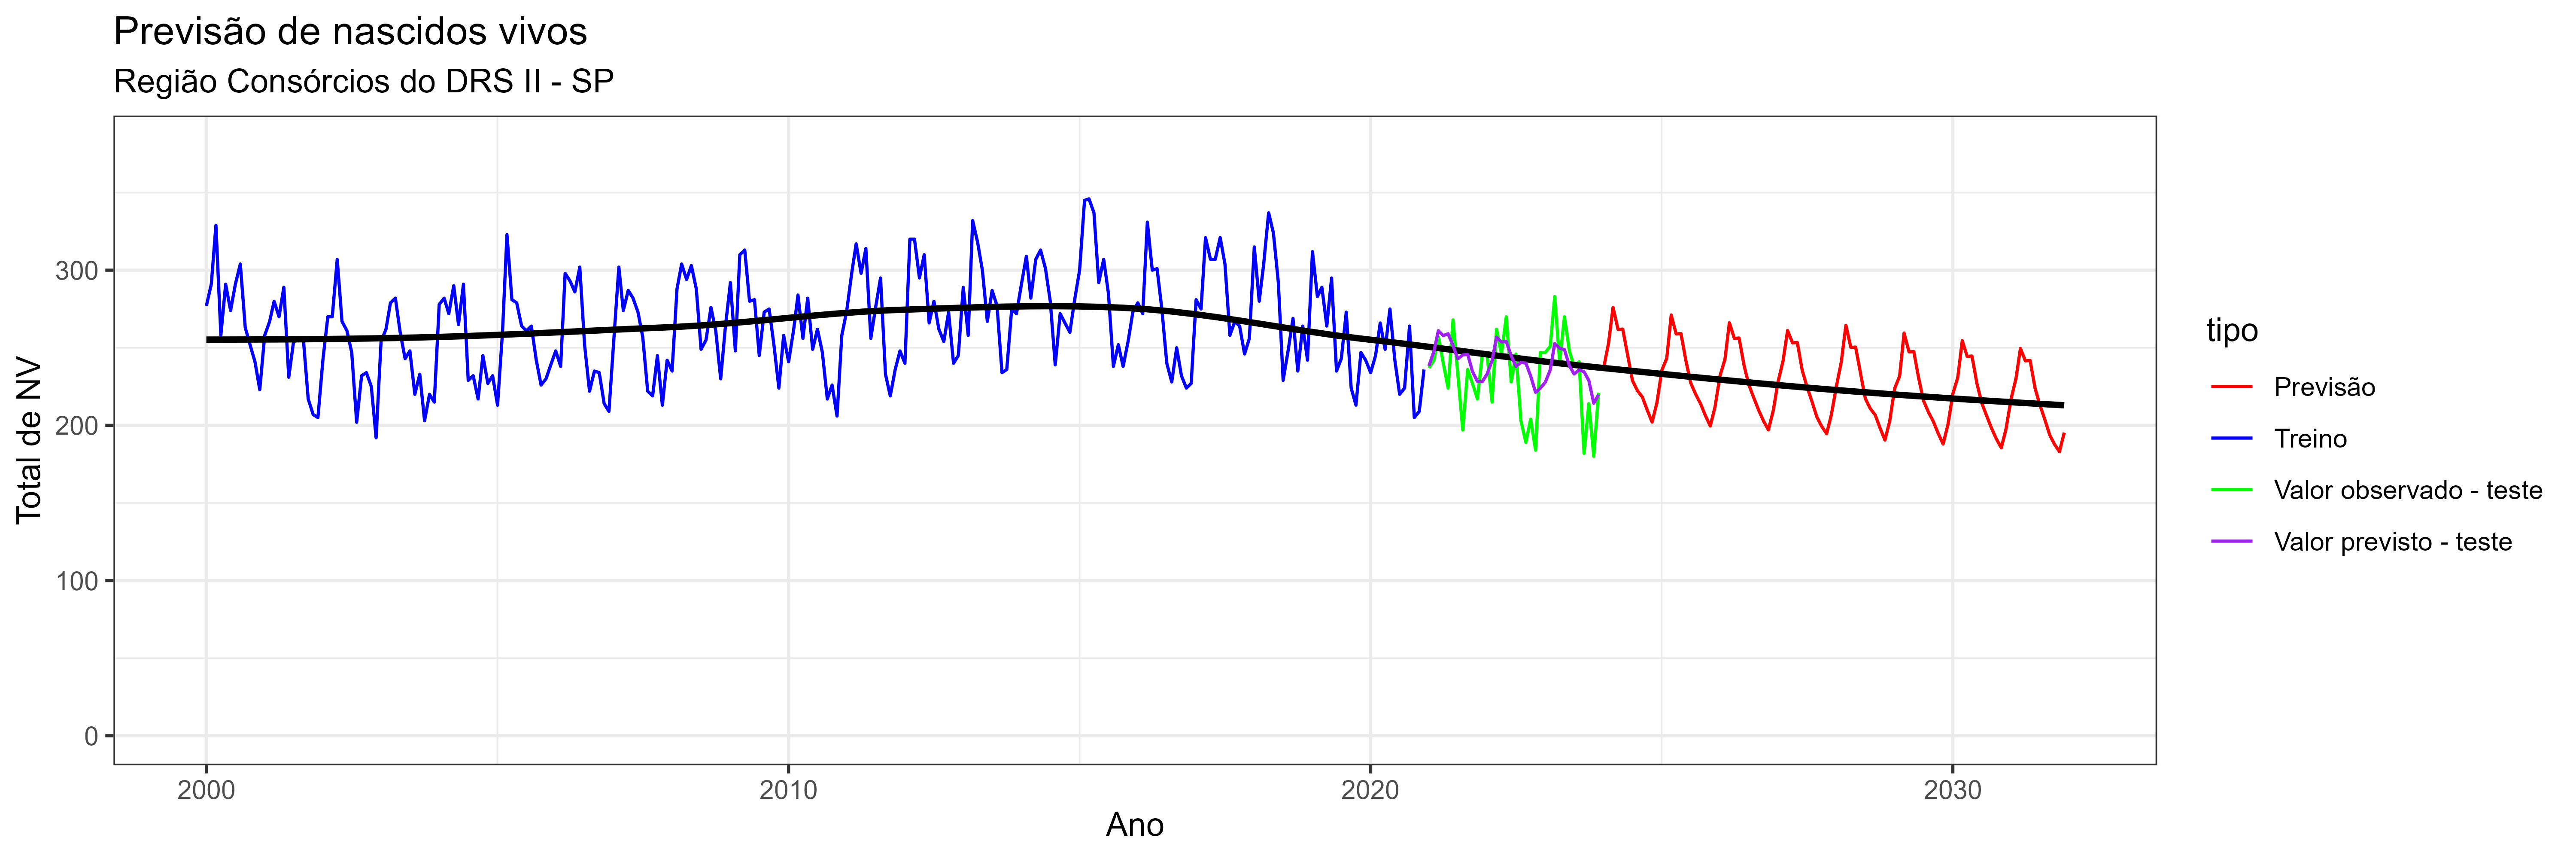 Previsão de nascidos vivos
Região Consórcios do DRS II - SP
Total de NV
300
200
100
0
2000
2010
2020
2030
Ano
tipo
Previsão
Treino
Valor observado - teste
Valor previsto - teste